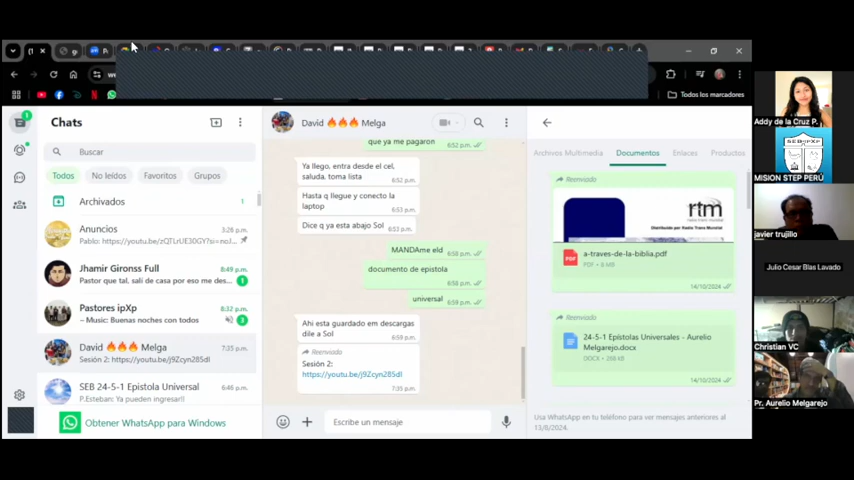 Todos los marcadores
Chats
Buscar
Todos
No leídos
Favoritos
Grupos
Archivados
1
Anuncios
3:28 p.m.
Pablo: https://youtu.be/zQTLrUE30GY?si=noJ...
Jhamir Gironss Full
8:49 p.m.
Pastor que tal, salí de casa por eso me des...
1
Pastores ipXp
8:32 p.m.
~ Music: Buenas noches con todos
3
David 🔥🔥🔥 Melga
7:35 p.m.
Sesión 2: https://youtu.be/j9Zcyn285dI
SEB 24-5-1 Epistola Universal
6:46 p.m.
P.Esteban: Ya pueden ingresar!)
Obtener WhatsApp para Windows
David 🔥🔥🔥 Melga
que ya me pagaron
6:52 p.m.
Ya llego, entra desde el cel,
saluda, toma lista
6:52 p.m.
Hasta q llegue y conecto la
laptop
6:53 p.m.
Dice q ya esta abajo Sol
6:53 p.m.
MANDAme eld
6:58 p.m.
documento de epistola
6:58 p.m.
universal
6:59 p.m.
Ahi esta guardado em descargas
dile a Sol
6:59 p.m.
Reenviado
Sesión 2:
https://youtu.be/j9Zcyn285dI
7:35 p.m.
Escribe un mensaje
Archivos Multimedia
Documentos
Enlaces
Productos
Reenviado
rtm
Distribuido por Radio Trans Mundial
a-traves-de-la-biblia.pdf
PDF • 8 MB
14/10/2024
Reenviado
24-5-1 Epístolas Universales - Aurelio
Melgarejo.docx
DOCX • 268 kB
14/10/2024
Usa WhatsApp en tu teléfono para ver mensajes anteriores al
13/8/2024.
Addy de la Cruz P.
MISION STEP PERÚ
javier trujillo
Julio Cesar Blas Lavado
Christian VC
Pr. Aurelio Melgarejo